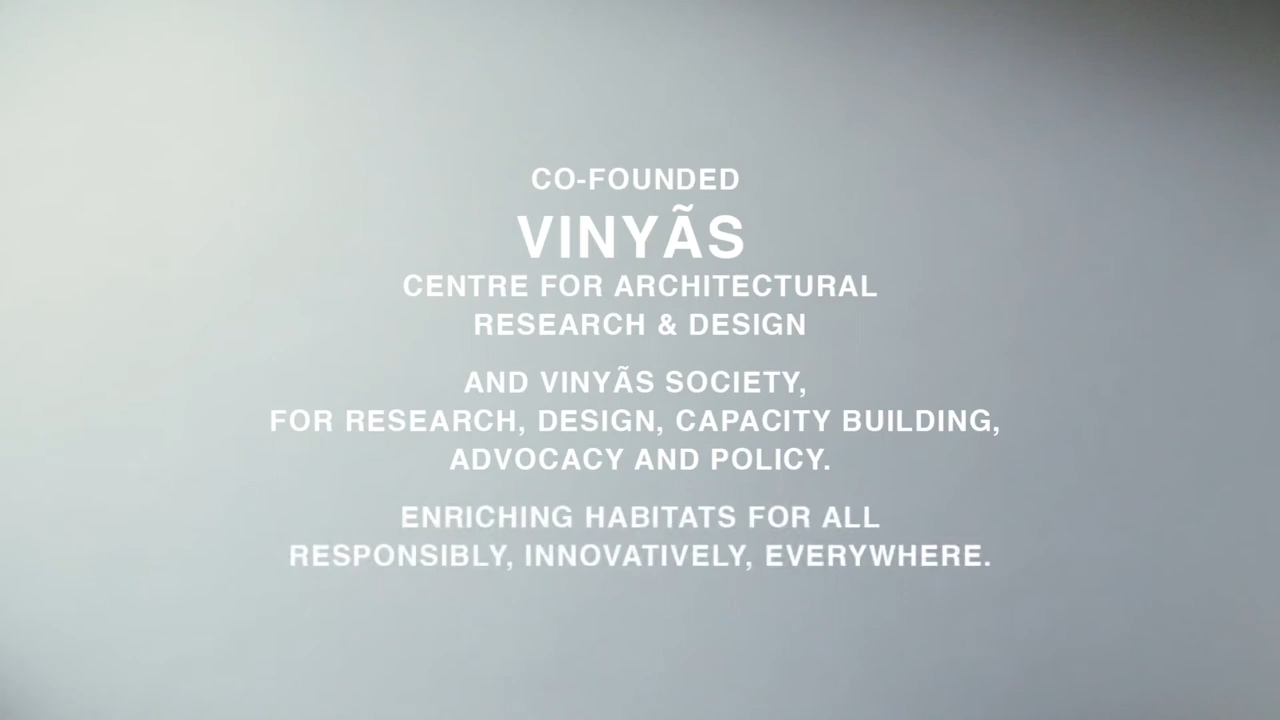 CO-FOUNDED
VINYÃS
CENTRE FOR ARCHITECTURAL
RESEARCH & DESIGN
AND VINYÃS SOCIETY,
FOR RESEARCH, DESIGN, CAPACITY BUILDING,
ADVOCACY AND POLICY.
ENRICHING HABITATS FOR ALL
RESPONSIBLY, INNOVATIVELY, EVERYWHERE.